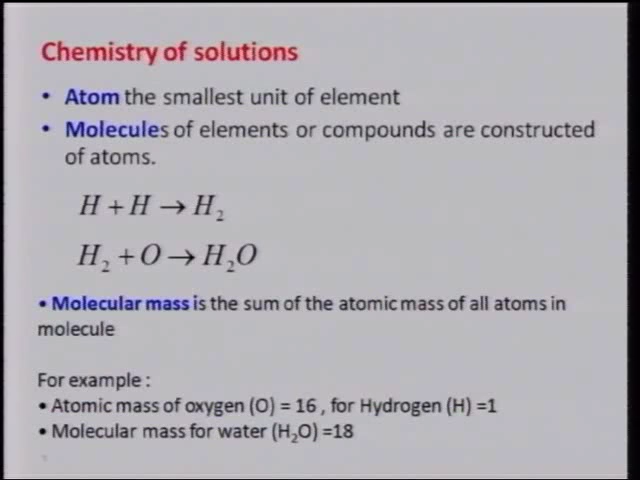 Chemistry of solutions
• Atom the smallest unit of element
• Molecules of elements or compounds are constructed
of atoms.
H + H → H₂
H₂ + O → H₂O
• Molecular mass is the sum of the atomic mass of all atoms in
molecule
For example :
• Atomic mass of oxygen (O) = 16 , for Hydrogen (H) =1
• Molecular mass for water (H₂O) =18